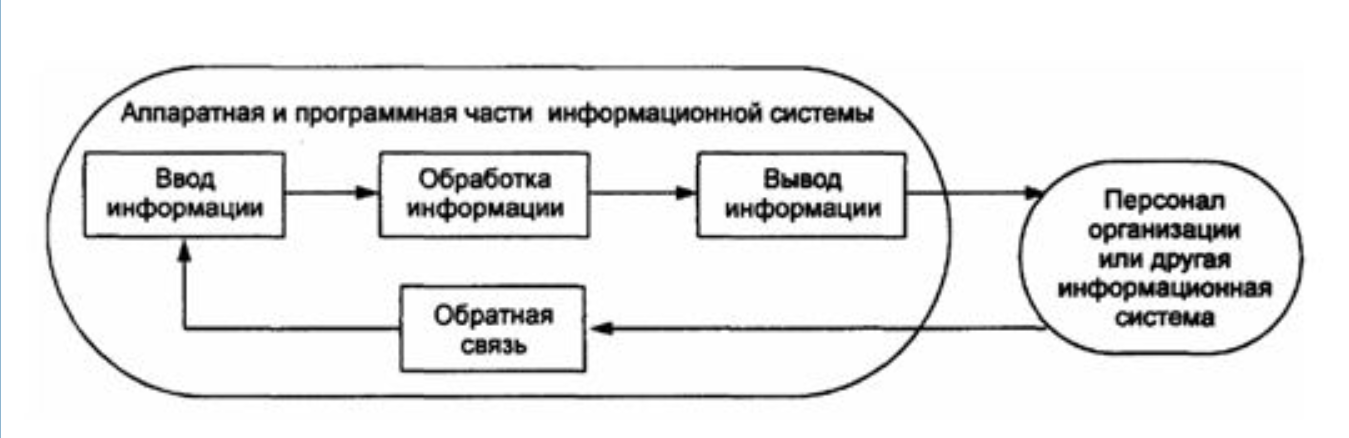 Аппаратная и программная части информационной системы
Ввод
информации
Обработка
информации
Вывод
информации
Персонал
организации
или другая
информационная
система
Обратная
связь